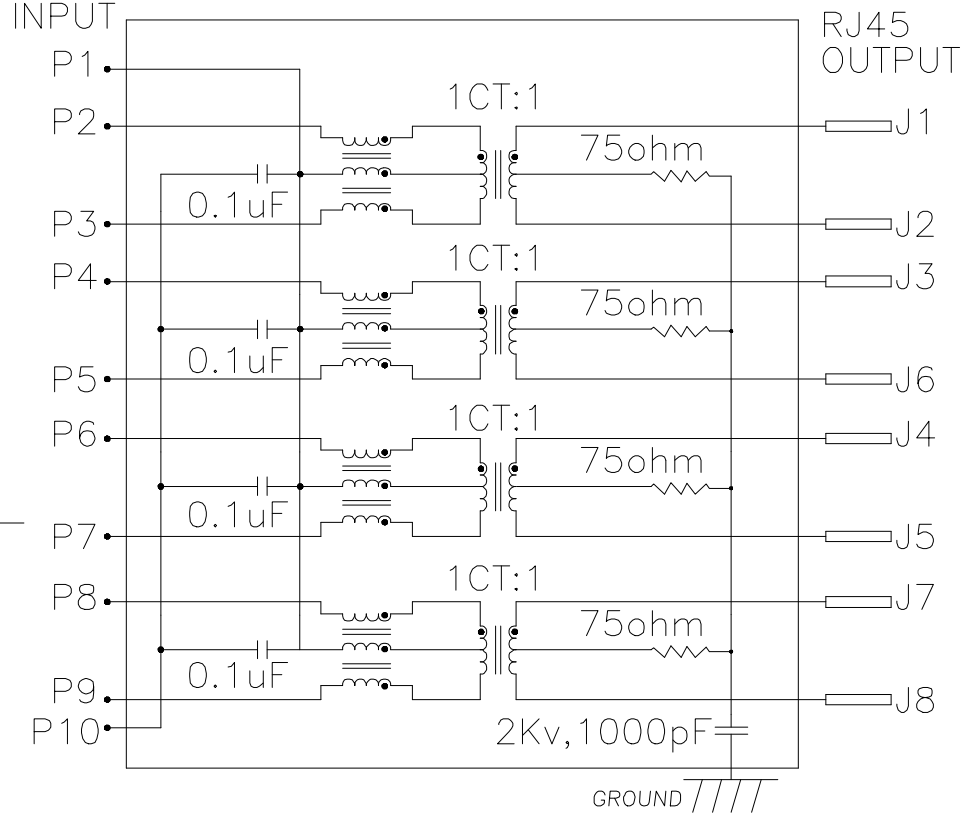 INPUT
RJ45
OUTPUT
P1
1CT:1
P2
J1
75ohm
0.1uF
P3
J2
1CT:1
P4
J3
75ohm
0.1uF
P5
J6
1CT:1
P6
J4
75ohm
0.1uF
P7
J5
1CT:1
P8
J7
75ohm
0.1uF
P9
J8
P10
2Kv,1000pF
GROUND